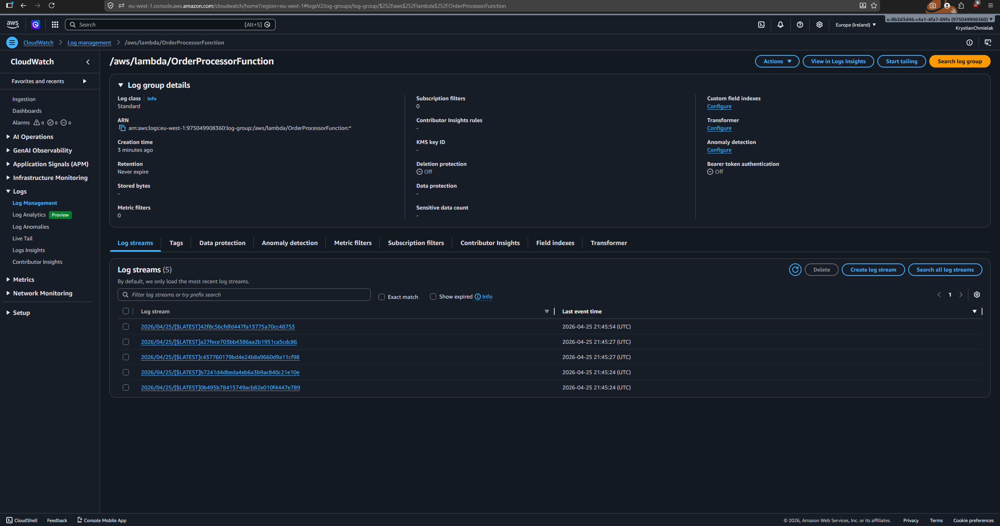 eu-west-1.console.aws.amazon.com/cloudwatch/home?region=eu-west-1#logsV2:log-groups/log-group/$252Faws$252Flambda$252FOrderProcessorFunction
6
aws
Search
[Alt+S]
Europe (Ireland)
u-8b2d3d46-c4a1-4fa7-89fa (975049908360)
KrystianChmielak
CloudWatch
Log management
/aws/lambda/OrderProcessorFunction
CloudWatch
Favorites and recents
Ingestion
Dashboards
Alarms 0 0 0
AI Operations
GenAI Observability
Application Signals (APM)
Infrastructure Monitoring
Logs
Log Management
Log Analytics Preview
Log Anomalies
Live Tail
Logs Insights
Contributor Insights
Metrics
Network Monitoring
Setup
/aws/lambda/OrderProcessorFunction
Actions
View in Logs Insights
Start tailing
Search log group
Log group details
Log class Info
Standard
ARN
arn:aws:logs:eu-west-1:975049908360:log-group:/aws/lambda/OrderProcessorFunction:*
Creation time
3 minutes ago
Retention
Never expire
Stored bytes
-
Metric filters
0
Subscription filters
0
Contributor Insights rules
-
KMS key ID
-
Deletion protection
Off
Data protection
-
Sensitive data count
-
Custom field indexes
Configure
Transformer
Configure
Anomaly detection
Configure
Bearer token authentication
Off
Log streams
Tags
Data protection
Anomaly detection
Metric filters
Subscription filters
Contributor Insights
Field indexes
Transformer
Log streams (5)
Delete
Create log stream
Search all log streams
By default, we only load the most recent log streams.
Filter log streams or try prefix search
Exact match
Show expired Info
1
Log stream Last event time
2026/04/25/[$LATEST]42f8c56cfdfd447fa13775a70cc48753 2026-04-25 21:45:54 (UTC)
2026/04/25/[$LATEST]a27fece703bb4386aa2b1951ca5cdc86 2026-04-25 21:45:27 (UTC)
2026/04/25/[$LATEST]c437760179bd4e24b8a9660d9a11cf98 2026-04-25 21:45:27 (UTC)
2026/04/25/[$LATEST]b7241d4dbeda4eb6a3b9ac840c21e10e 2026-04-25 21:45:24 (UTC)
2026/04/25/[$LATEST]0b495b78415749acb82e010f4447e789 2026-04-25 21:45:24 (UTC)
CloudShell
Feedback
Console Mobile App
© 2026, Amazon Web Services, Inc. or its affiliates.
Privacy
Terms
Cookie preferences